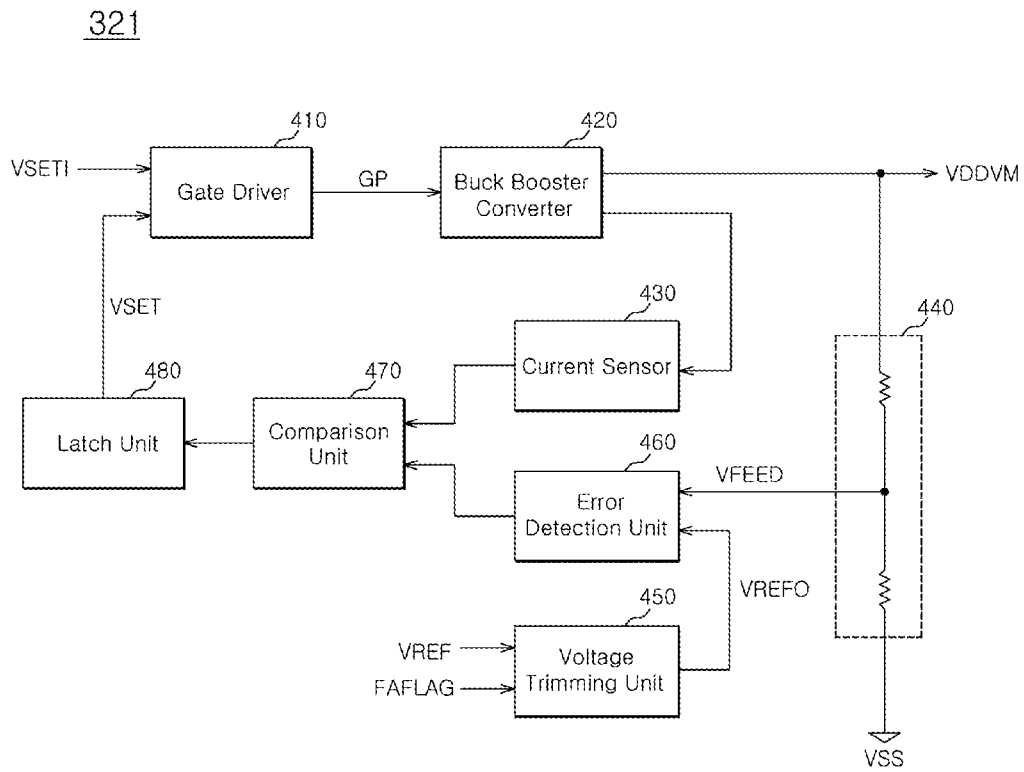 321
410
420
VSETI
Gate Driver
GP
Buck Booster
Converter
VDDVM
VSET
430
440
Current Sensor
480
470
Latch Unit
Comparison
Unit
460
VFEED
Error
Detection Unit
VREFO
450
VREF
Voltage
Trimming Unit
FAFLAG
VSS